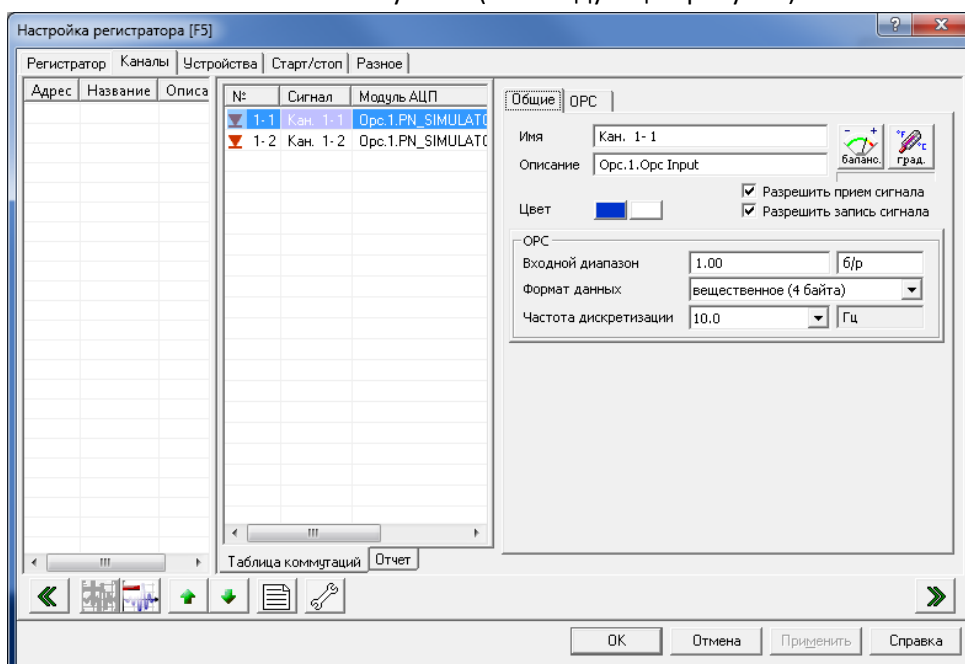 Настройка регистратора [F5]
Регистратор Каналы Устройства Старт/стоп Разное
Адрес Название Описа
№ Сигнал Модуль АЦП
1-1 Кан. 1-1 Opc.1.PN_SIMULATO
1-2 Кан. 1-2 Opc.1.PN_SIMULATO
Таблица коммутаций Отчет
Общие OPC
Имя Кан. 1-1
Описание Opc.1.Opc Input
баланс. град.
Разрешить прием сигнала
Цвет Разрешить запись сигнала
OPC
Входной диапазон 1.00 б/р
Формат данных вещественное (4 байта)
Частота дискретизации 10.0 Гц
OK Отмена Применить Справка